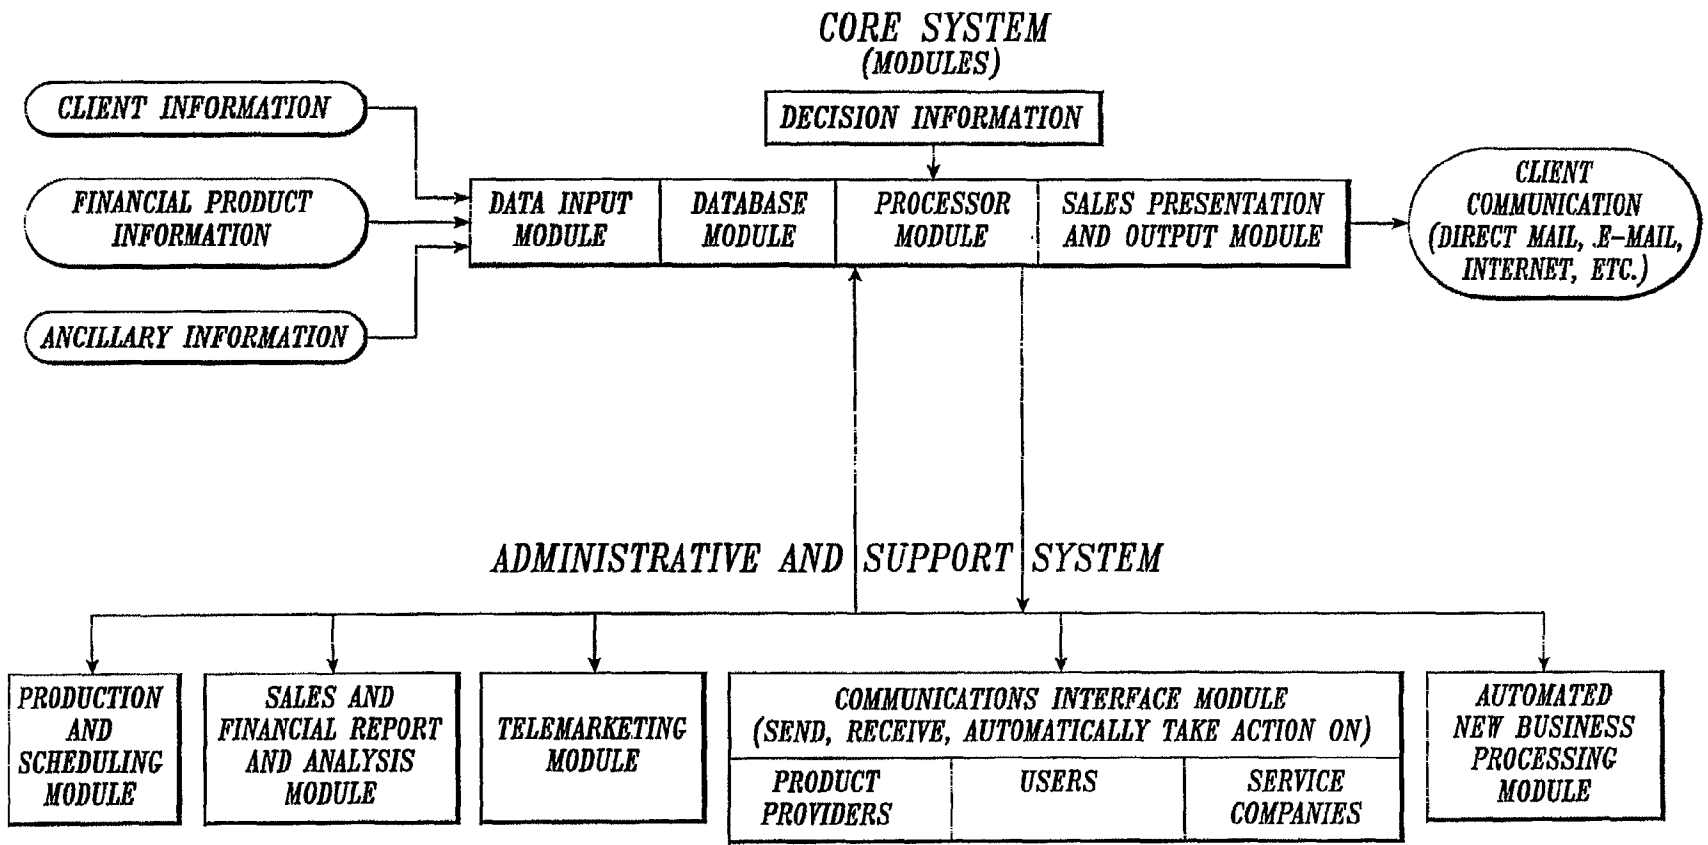 CORE SYSTEM
(MODULES)
CLIENT INFORMATION
DECISION INFORMATION
FINANCIAL PRODUCT
INFORMATION
ANCILLARY INFORMATION
DATA INPUT
MODULE
DATABASE
MODULE
PROCESSOR
MODULE
SALES PRESENTATION
AND OUTPUT MODULE
CLIENT
COMMUNICATION
(DIRECT MAIL, E-MAIL,
INTERNET, ETC.)
ADMINISTRATIVE AND SUPPORT SYSTEM
PRODUCTION
AND
SCHEDULING
MODULE
SALES AND
FINANCIAL REPORT
AND ANALYSIS
MODULE
TELEMARKETING
MODULE
COMMUNICATIONS INTERFACE MODULE
(SEND, RECEIVE, AUTOMATICALLY TAKE ACTION ON)
PRODUCT
PROVIDERS
USERS
SERVICE
COMPANIES
AUTOMATED
NEW BUSINESS
PROCESSING
MODULE